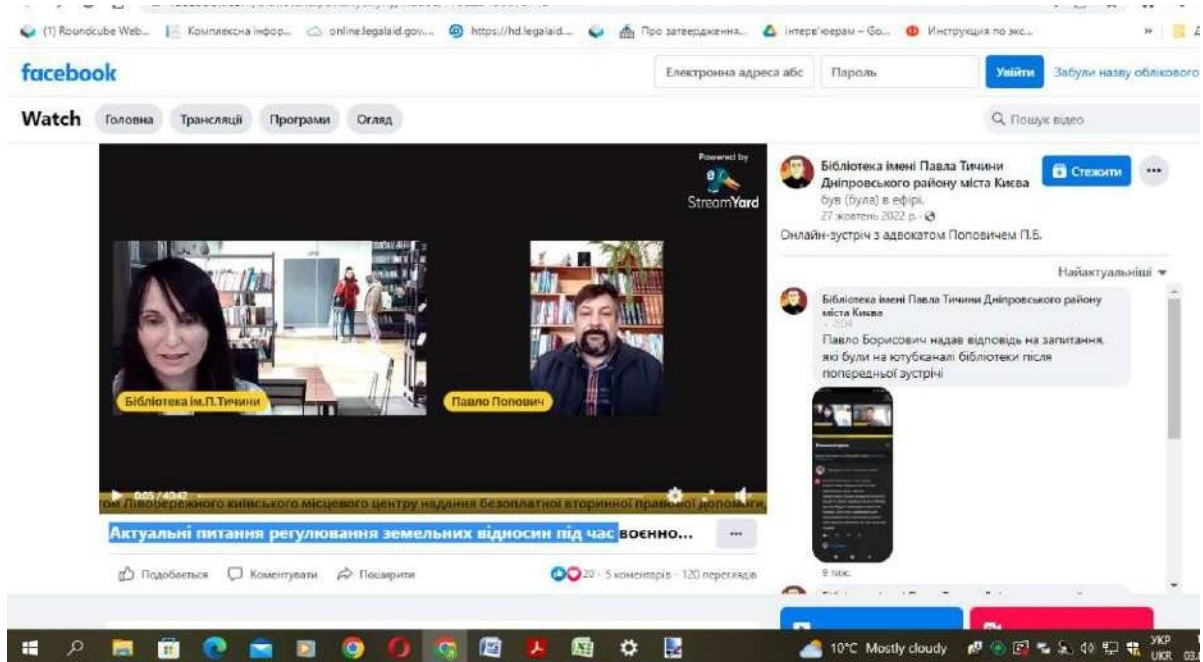 (1) Roundcube Web...
Комплексна інфор...
online.legalaid.gov....
https://hd.legalaid....
Про затвердження...
інтерв'юерам – Go...
Инструкция по экс...
»
facebook
Електронна адреса або
Пароль
Увійти
Забули назву облікового
Watch
Головна
Трансляції
Програми
Огляд
Пошук відео
Powered by
StreamYard
Бібліотека ім.П.Тичини
Павло Попович
0:05 / 40:42
ом Лівобережного київського місцевого центру надання безоплатної вторинної правової допомоги,
Актуальні питання регулювання земельних відносин під час воєнно...
Подобається
Коментувати
Поширити
20 · 5 коментарів · 120 переглядів
Бібліотека імені Павла Тичини
Дніпровського району міста Києва
був (була) в ефірі.
27 жовтень 2022 р. ·
Стежити
Онлайн-зустріч з адвокатом Поповичем П.Б.
Найактуальніші
Бібліотека імені Павла Тичини Дніпровського району
міста Києва
Павло Борисович надав відповідь на запитання,
які були на ютубканалі бібліотеки після
попередньої зустрічі
9 тиж.
10°C Mostly cloudy
УКР
UKR